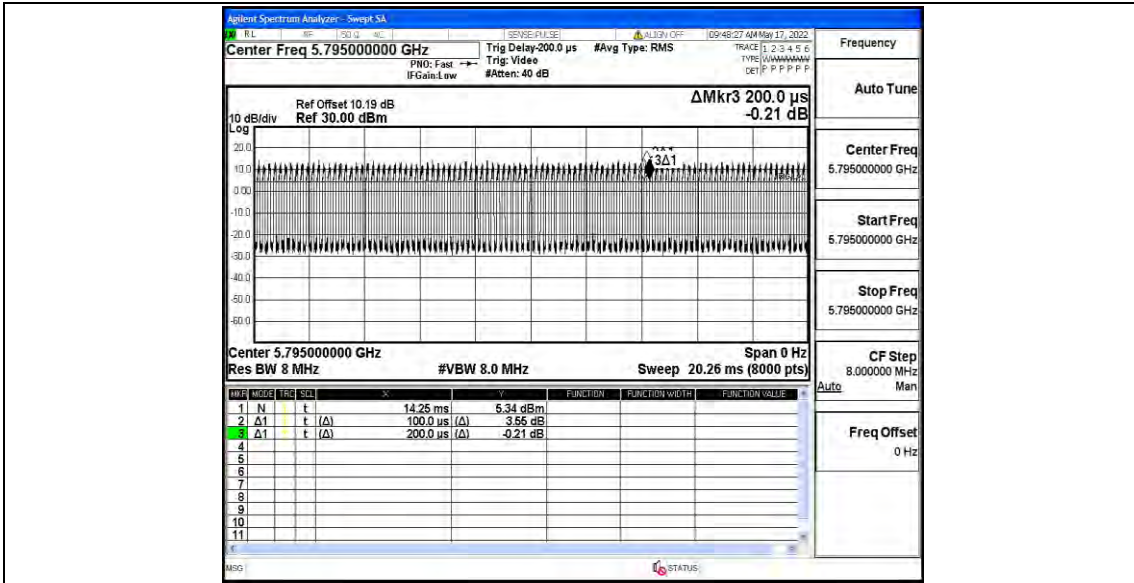 Agilent Spectrum Analyzer - Swept SA
RL RF 50 Ω AC SENSE:PULSE ALIGN OFF 09:48:27 AM May 17, 2022
Center Freq 5.795000000 GHz
Trig Delay-200.0 µs #Avg Type: RMS
TRACE 1 2 3 4 5 6
PNO: Fast Trig: Video
TYPE
IFGain:Low #Atten: 40 dB
DET P P P P P P
Frequency
Auto Tune
ΔMkr3 200.0 µs
-0.21 dB
Ref Offset 10.19 dB
10 dB/div Ref 30.00 dBm
Log
20.0
10.0
0.00
-10.0
-20.0
-30.0
-40.0
-50.0
-60.0
3Δ1
Center Freq
5.795000000 GHz
Start Freq
5.795000000 GHz
Stop Freq
5.795000000 GHz
Center 5.795000000 GHz Span 0 Hz
Res BW 8 MHz #VBW 8.0 MHz Sweep 20.26 ms (8000 pts)
CF Step
8.000000 MHz
Auto Man
MKR MODE TRC SCL X Y FUNCTION FUNCTION WIDTH FUNCTION VALUE
1 N t 14.25 ms 5.34 dBm
2 Δ1 t (Δ) 100.0 µs (Δ) 3.55 dB
3 Δ1 t (Δ) 200.0 µs (Δ) -0.21 dB
4
5
6
7
8
9
10
11
Freq Offset
0 Hz
MSG STATUS